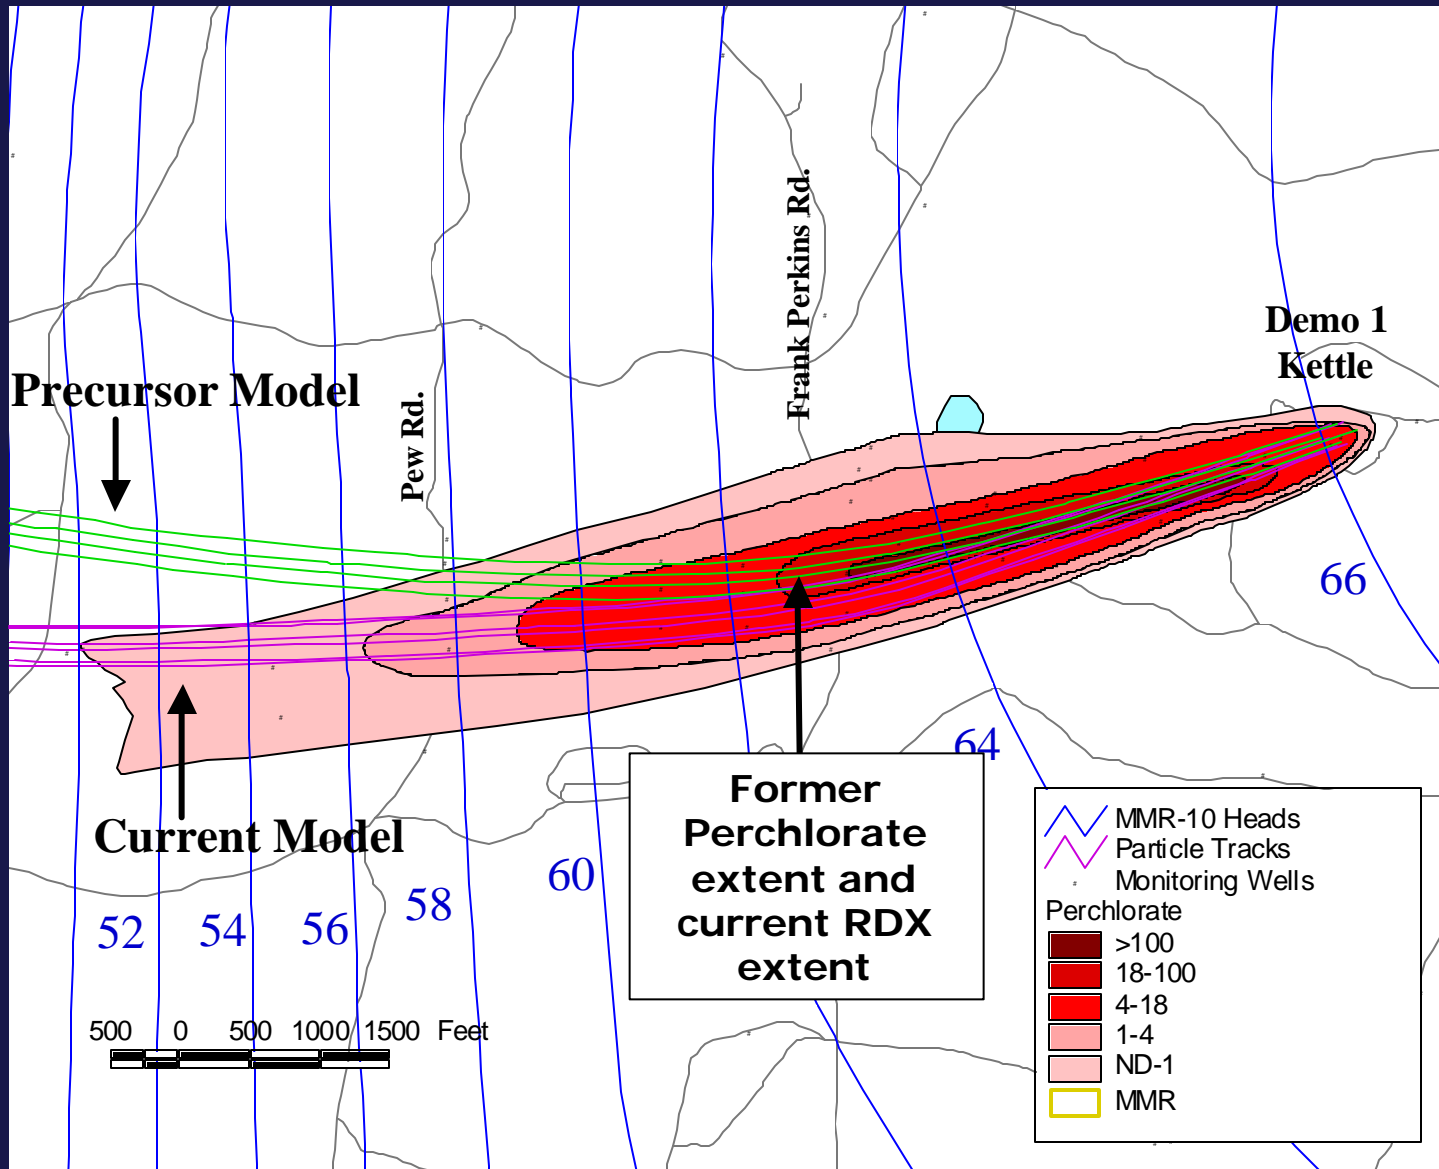 Frank Perkins Rd.
Demo 1
Kettle
Precursor Model
Pew Rd.
66
64
Former
Perchlorate
extent and
current RDX
extent
Current Model
52
54
56
58
60
500 0 500 1000 1500 Feet
MMR-10 Heads
Particle Tracks
Monitoring Wells
Perchlorate
>100
18-100
4-18
1-4
ND-1
MMR